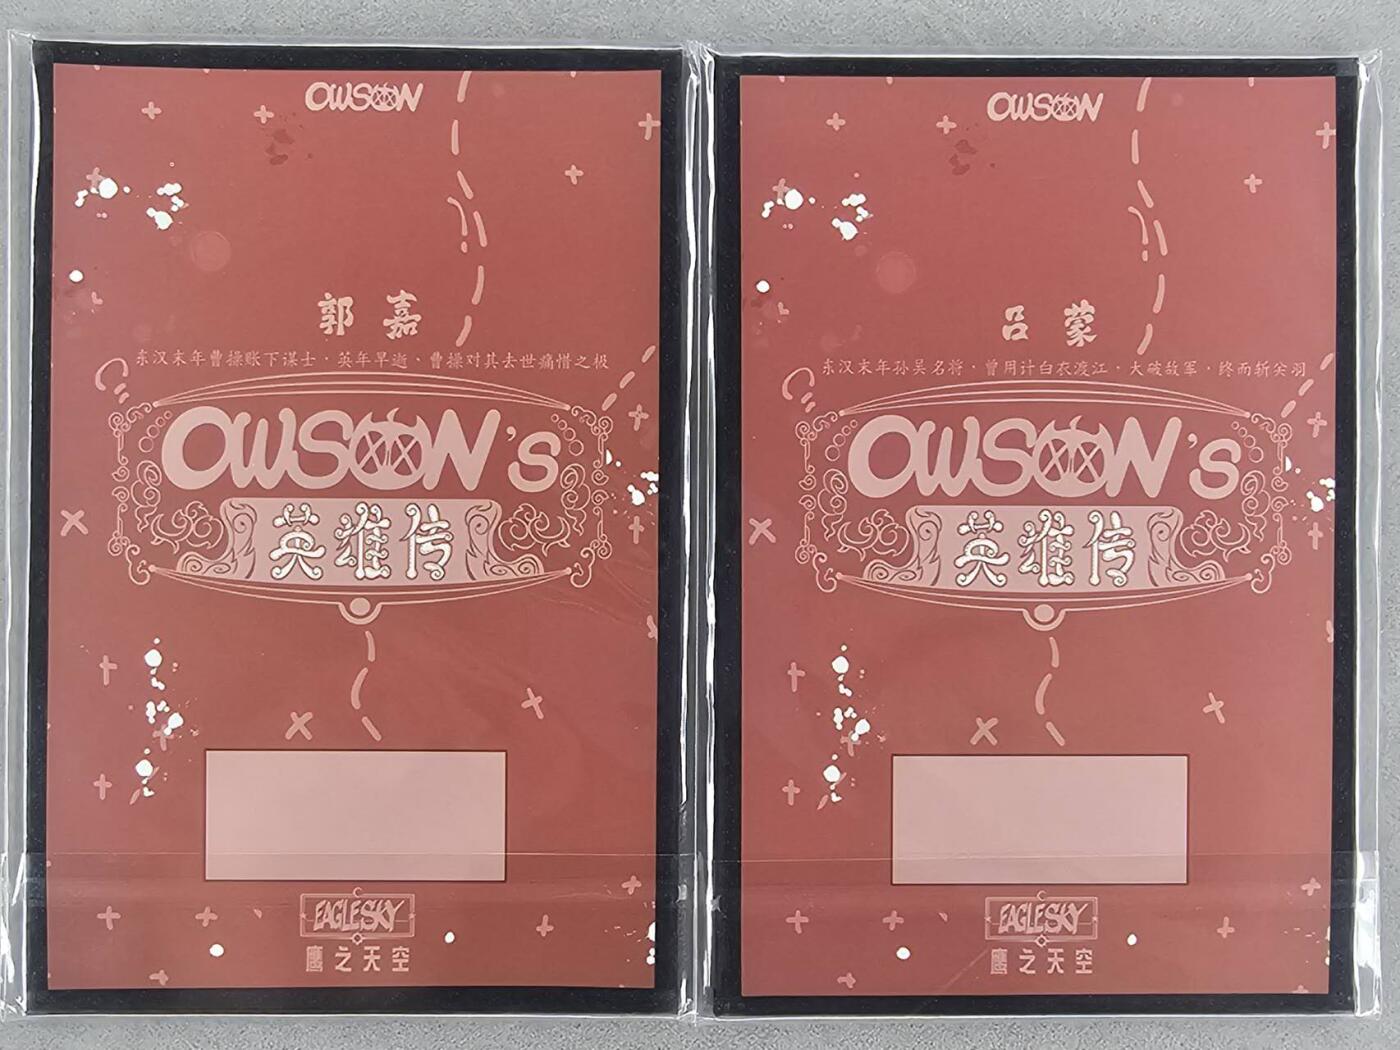 OWSON
郭嘉
东汉末年曹操账下谋士·英年早逝·曹操对其去世痛惜之极
OWSON's
英雄传
EAGLESKY
鹰之天空
OWSON
吕蒙
东汉末年孙吴名将·曾用计白衣渡江·大破敌军·终而斩关羽
OWSON's
英雄传
EAGLESKY
鹰之天空